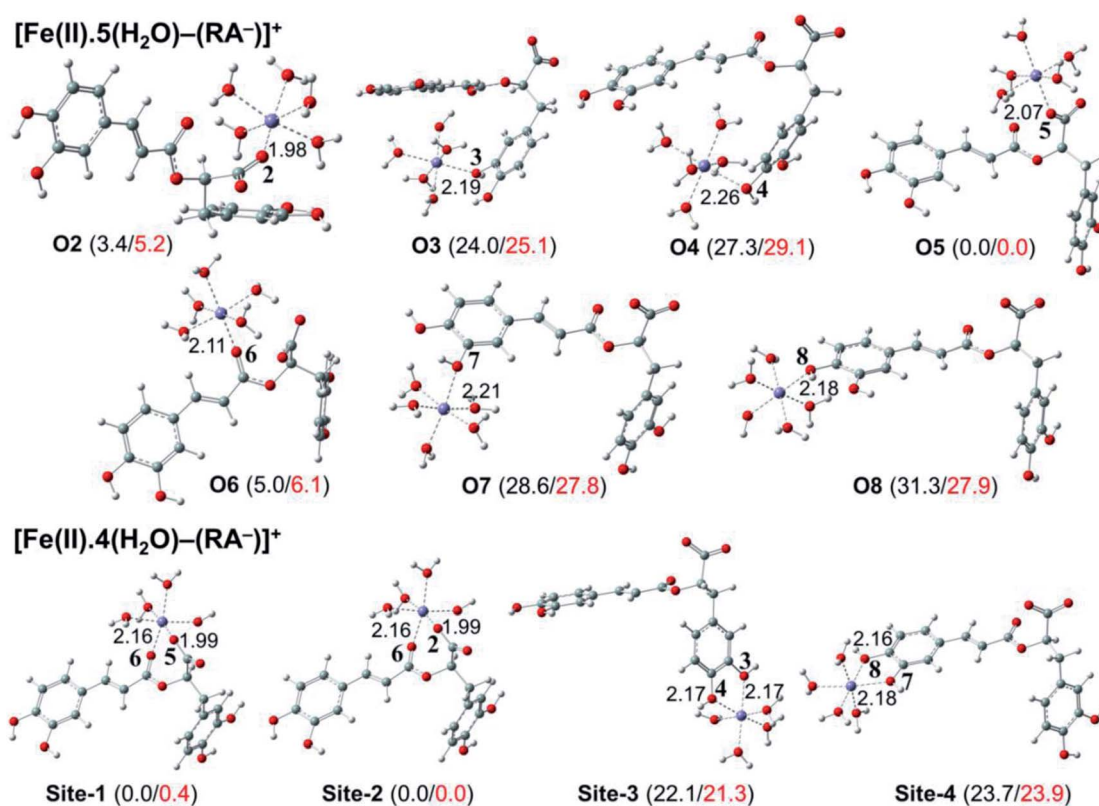 [Fe(II).5(H₂O)–(RA⁻)]⁺
1.98
2
O2 (3.4/5.2)
3
2.19
O3 (24.0/25.1)
2.26
4
O4 (27.3/29.1)
2.07
5
O5 (0.0/0.0)
2.11
6
O6 (5.0/6.1)
7
2.21
O7 (28.6/27.8)
8
2.18
O8 (31.3/27.9)
[Fe(II).4(H₂O)–(RA⁻)]⁺
2.16
1.99
6
5
Site-1 (0.0/0.4)
2.16
1.99
6
2
Site-2 (0.0/0.0)
3
4
2.17
2.17
Site-3 (22.1/21.3)
2.16
8
7
2.18
Site-4 (23.7/23.9)